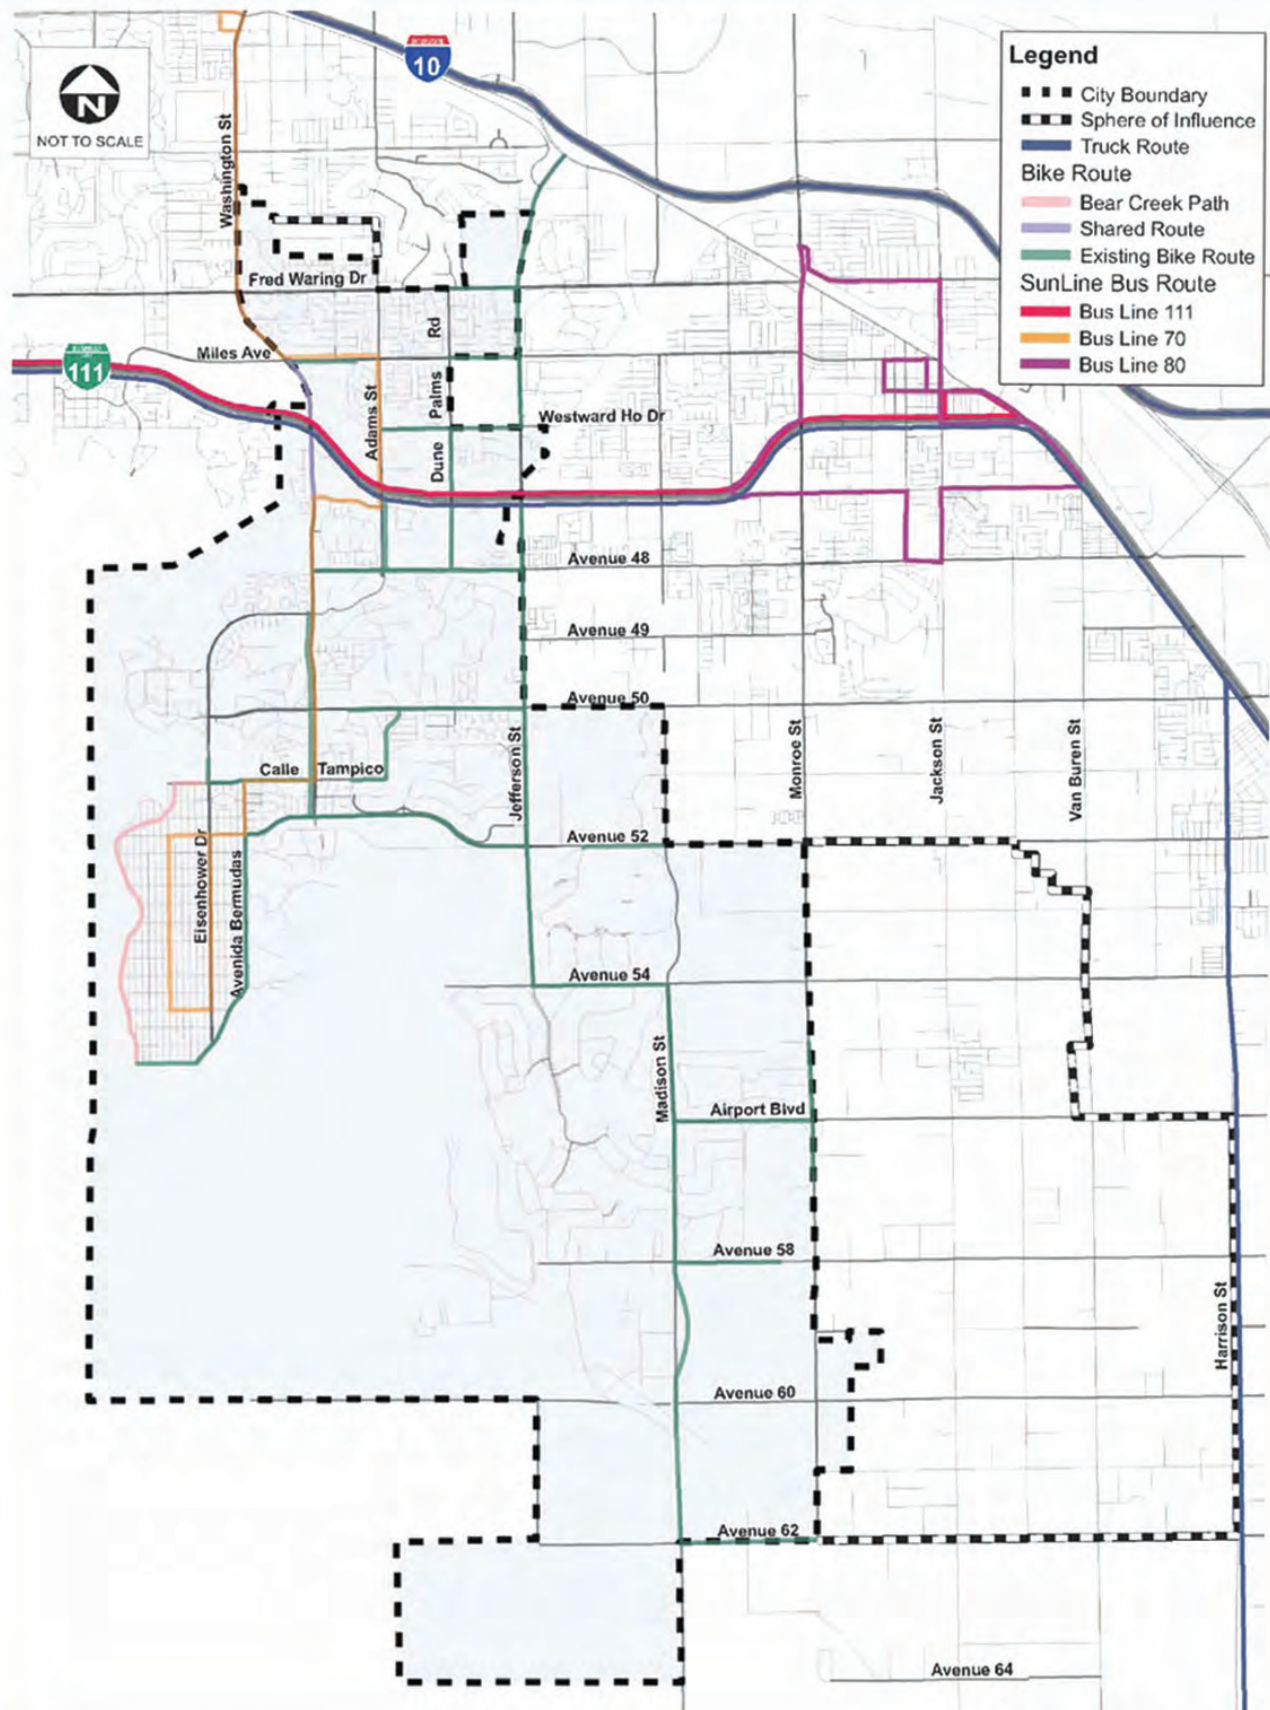 10
Legend
City Boundary
Sphere of Influence
Truck Route
Bike Route
Bear Creek Path
Shared Route
Existing Bike Route
SunLine Bus Route
Bus Line 111
Bus Line 70
Bus Line 80
N
NOT TO SCALE
Washington St
Fred Waring Dr
Miles Ave
111
Adams St
Dune Palms Rd
Westward Ho Dr
Avenue 48
Avenue 49
Avenue 50
Jefferson St
Monroe St
Jackson St
Van Buren St
Calle Tampico
Avenue 52
Eisenhower Dr
Avenida Bermudas
Avenue 54
Madison St
Airport Blvd
Avenue 58
Harrison St
Avenue 60
Avenue 62
Avenue 64